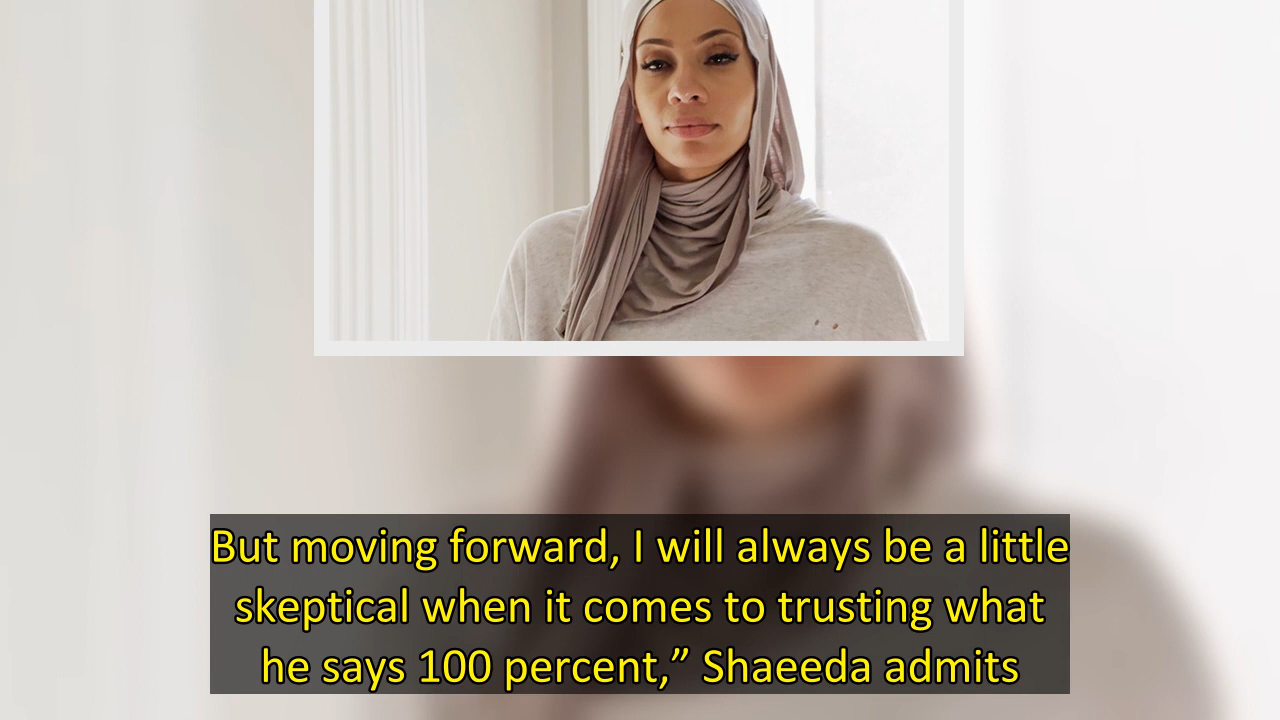 But moving forward, I will always be a little
skeptical when it comes to trusting what
he says 100 percent,” Shaeeda admits